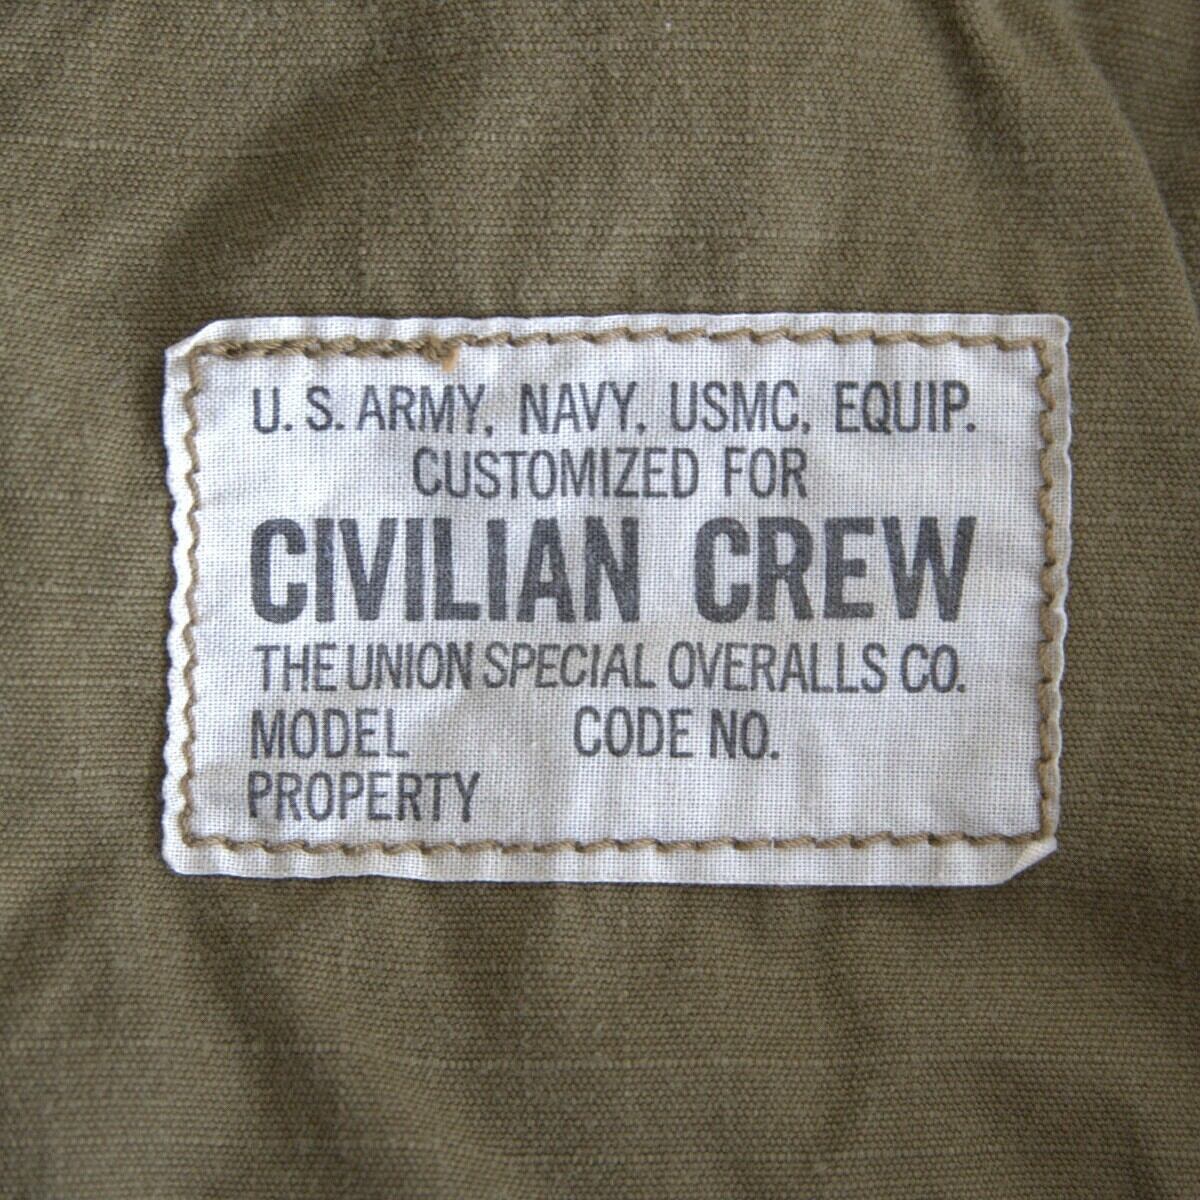 U. S. ARMY, NAVY, USMC, EQUIP.
CUSTOMIZED FOR
CIVILIAN CREW
THE UNION SPECIAL OVERALLS CO.
MODEL CODE NO.
PROPERTY